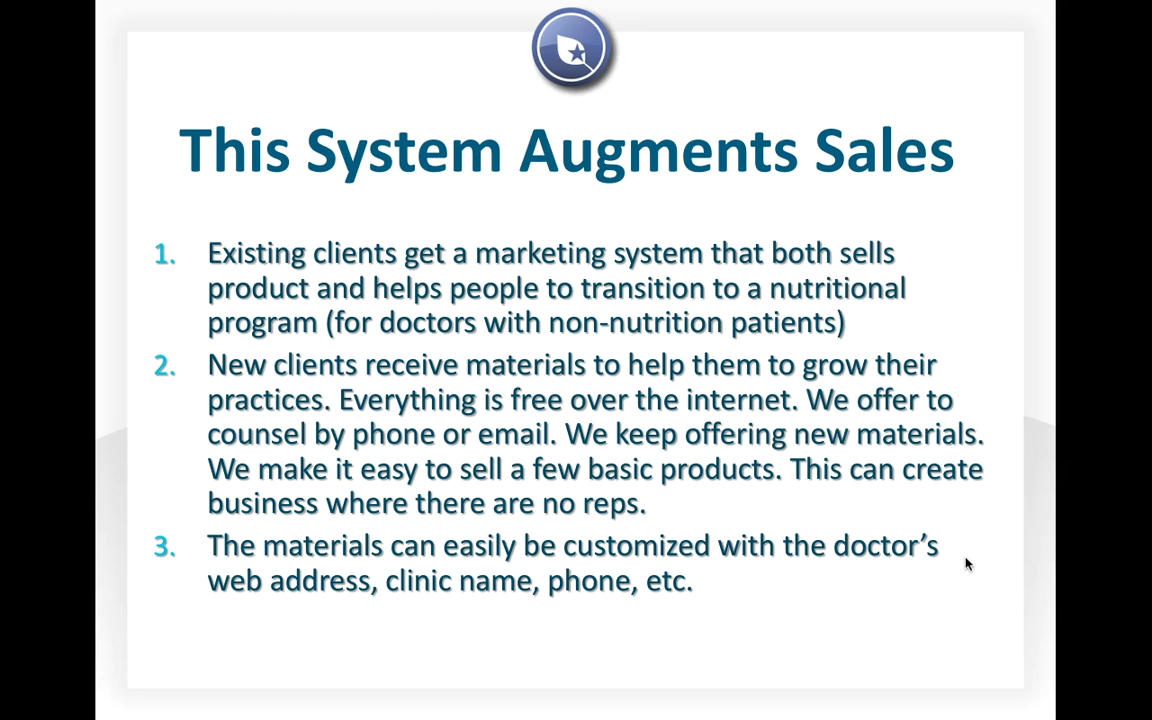 This System Augments Sales
1. Existing clients get a marketing system that both sells
product and helps people to transition to a nutritional
program (for doctors with non-nutrition patients)
2. New clients receive materials to help them to grow their
practices. Everything is free over the internet. We offer to
counsel by phone or email. We keep offering new materials.
We make it easy to sell a few basic products. This can create
business where there are no reps.
3. The materials can easily be customized with the doctor’s
web address, clinic name, phone, etc.